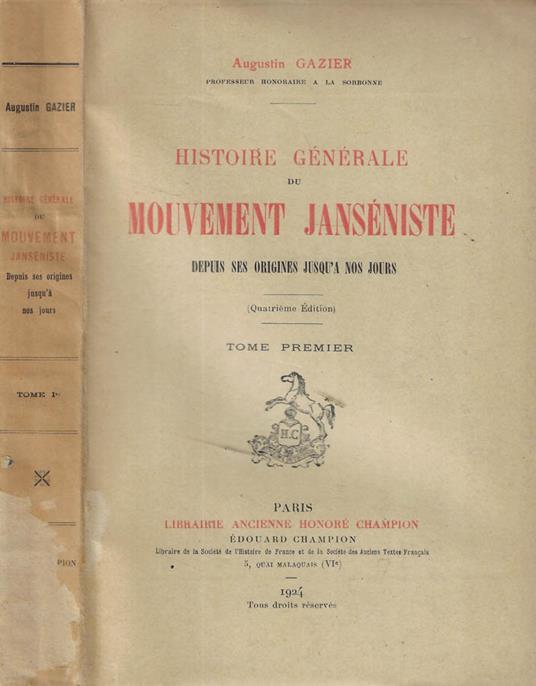 Augustin GAZIER
HISTOIRE GÉNÉRALE
DU
MOUVEMENT
JANSÉNISTE
Depuis ses origines
jusqu'à
nos jours
TOME Iᵉʳ
PION
Augustin GAZIER
PROFESSEUR HONORAIRE A LA SORBONNE
HISTOIRE GÉNÉRALE
DU
MOUVEMENT JANSÉNISTE
DEPUIS SES ORIGINES JUSQU'A NOS JOURS
(Quatrième Édition)
TOME PREMIER
H.C
PARIS
LIBRAIRIE ANCIENNE HONORÉ CHAMPION
ÉDOUARD CHAMPION
Libraire de la Société de l'Histoire de France et de la Société des Anciens Textes Français
5, QUAI MALAQUAIS (VIᵉ)
1924
Tous droits réservés